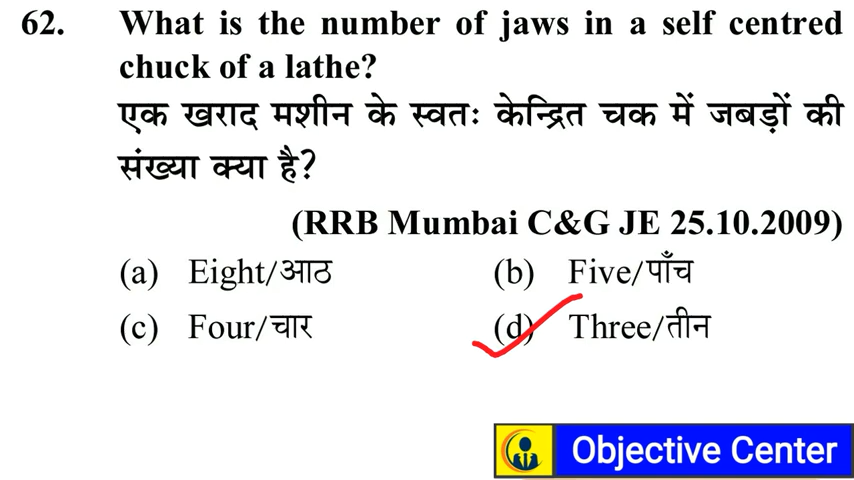 62. What is the number of jaws in a self centred
chuck of a lathe?
एक खराद मशीन के स्वतः केन्द्रित चक में जबड़ों की
संख्या क्या है?
(RRB Mumbai C&G JE 25.10.2009)
(a) Eight/आठ (b) Five/पाँच
(c) Four/चार (d) Three/तीन
Objective Center